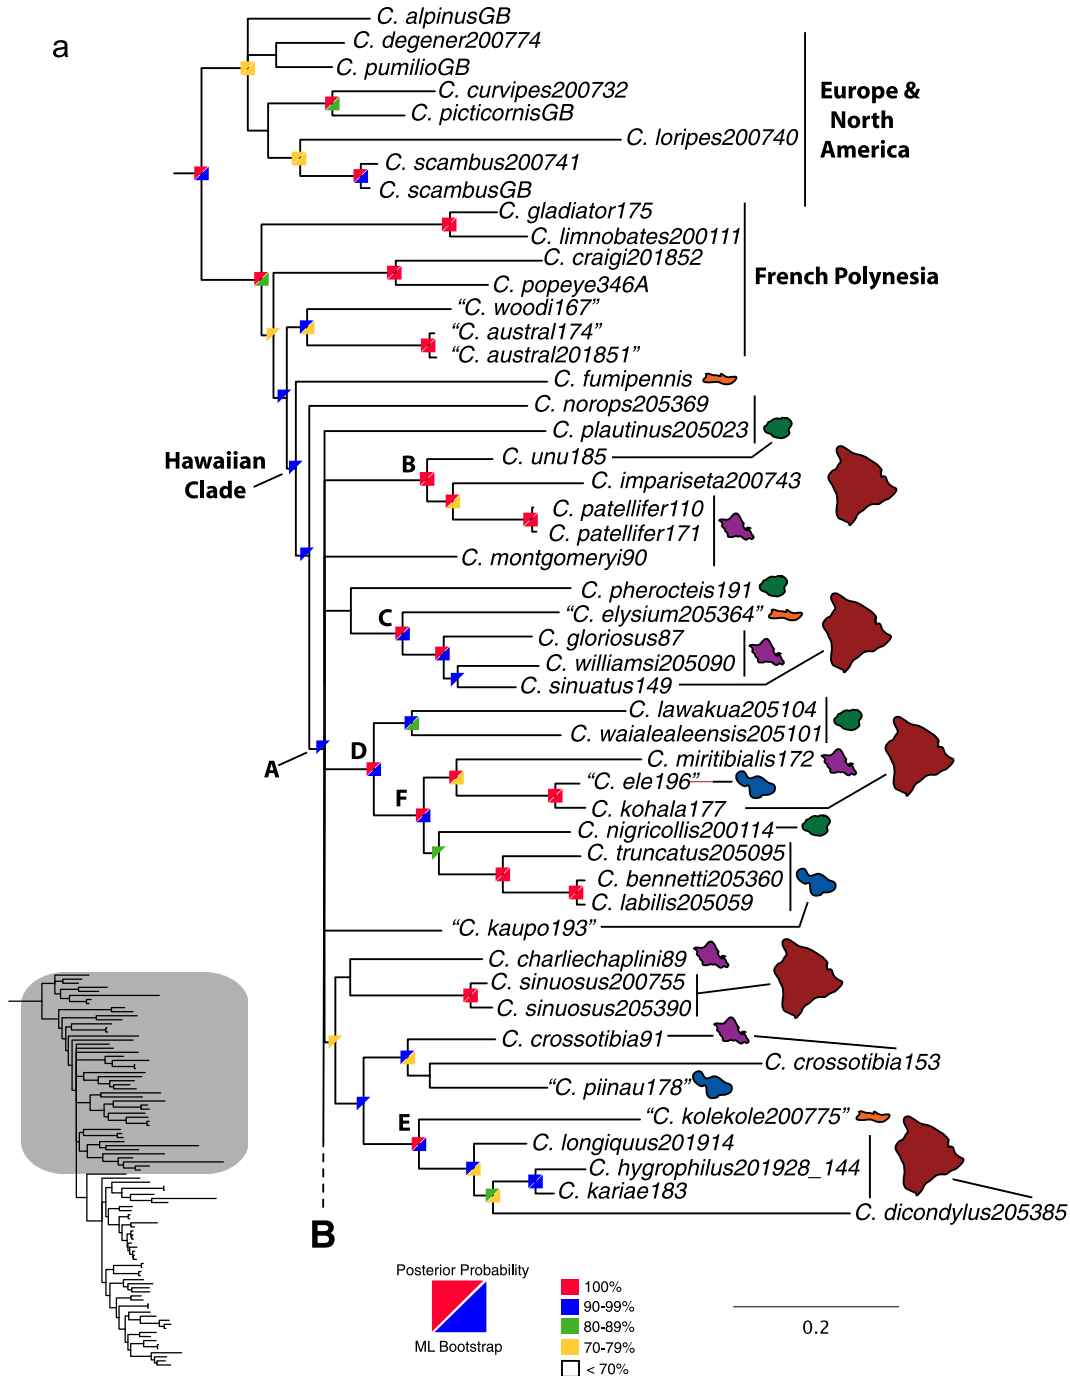 a
C. alpinusGB
C. degener200774
C. pumilioGB
C. curvipes200732
C. picticornisGB
C. loripes200740
C. scambus200741
C. scambusGB
Europe &
North
America
C. gladiator175
C. limnobates200111
C. craigi201852
C. popeye346A
“C. woodi167”
“C. austral174”
“C. austral201851”
French Polynesia
C. fumipennis
C. norops205369
C. plautinus205023
Hawaiian
Clade
B
C. unu185
C. impariseta200743
C. patellifer110
C. patellifer171
C. montgomeryi90
C. pherocteis191
C
“C. elysium205364”
C. gloriosus87
C. williamsi205090
C. sinuatus149
A
D
C. lawakua205104
C. waialealeensis205101
C. miritibialis172
“C. ele196”
F
C. kohala177
C. nigricollis200114
C. truncatus205095
C. bennetti205360
C. labilis205059
“C. kaupo193”
C. charliechaplini89
C. sinuosus200755
C. sinuosus205390
C. crossotibia91
C. crossotibia153
“C. piinau178”
E
“C. kolekole200775”
C. longiquus201914
C. hygrophilus201928_144
C. kariae183
C. dicondylus205385
B
Posterior Probability
ML Bootstrap
100%
90-99%
80-89%
70-79%
< 70%
0.2